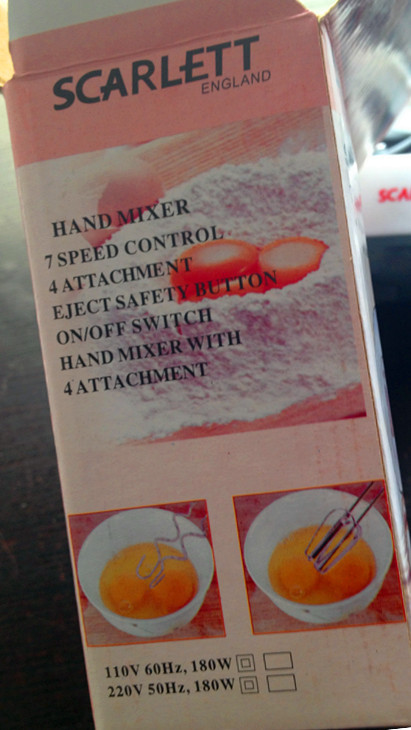 SCARLETT
ENGLAND
HAND MIXER
7 SPEED CONTROL
4 ATTACHMENT
EJECT SAFETY BUTTON
ON/OFF SWITCH
HAND MIXER WITH
4 ATTACHMENT
110V 60Hz, 180W
220V 50Hz, 180W
SCA